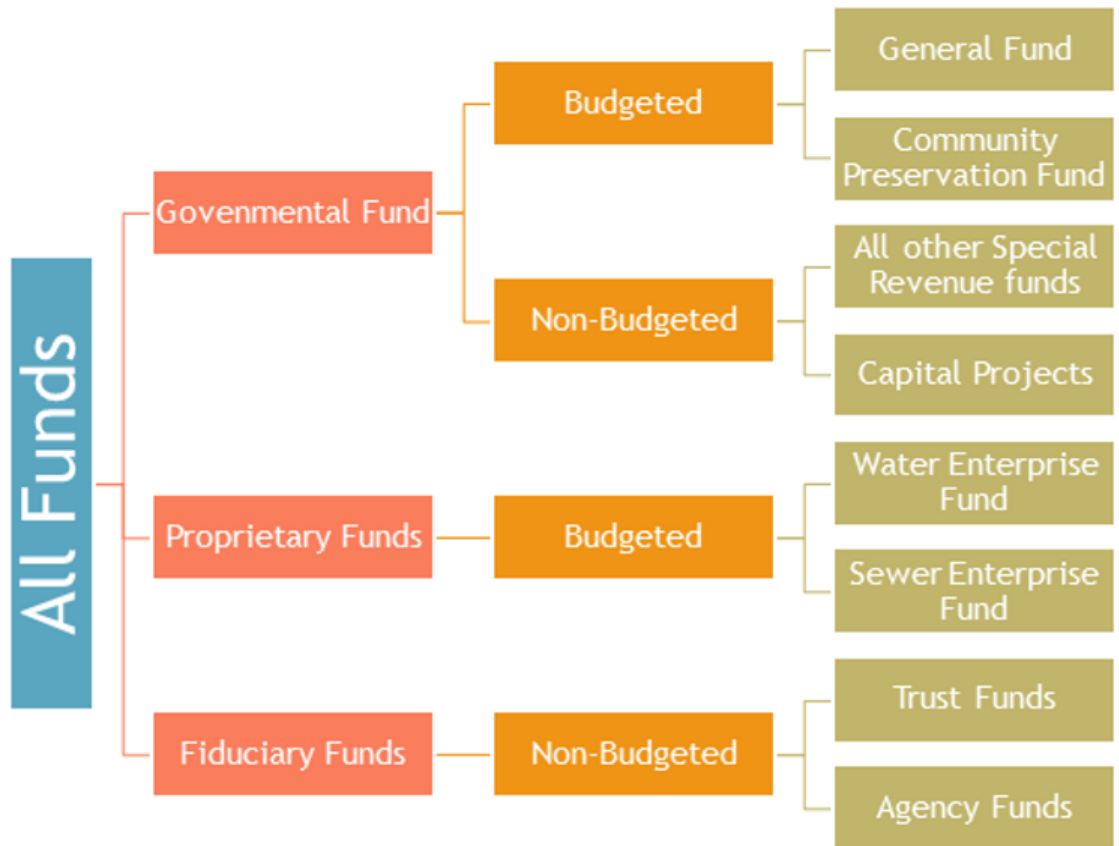 All Funds
Govenmental Fund
Budgeted
General Fund
Community
Preservation Fund
Non-Budgeted
All other Special
Revenue funds
Capital Projects
Proprietary Funds
Budgeted
Water Enterprise
Fund
Sewer Enterprise
Fund
Fiduciary Funds
Non-Budgeted
Trust Funds
Agency Funds